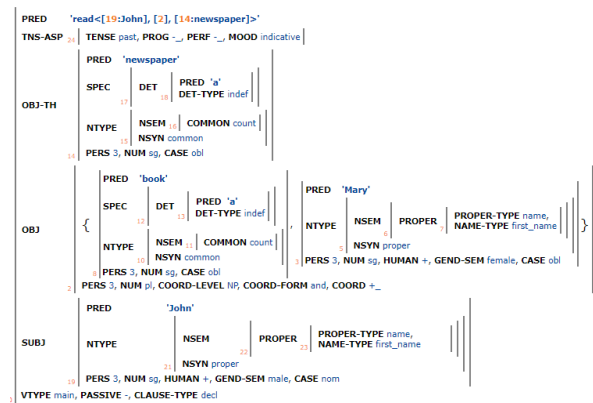 PRED 'read<[19:John], [2], [14:newspaper]>'
TNS-ASP 24 TENSE past, PROG -_, PERF -_, MOOD indicative
PRED 'newspaper'
SPEC 17 DET 18 PRED 'a'
DET-TYPE indef
OBJ-TH
NTYPE 15 NSEM 16 COMMON count
NSYN common
14 PERS 3, NUM sg, CASE obl
PRED 'book'
SPEC 12 DET 13 PRED 'a'
DET-TYPE indef
NTYPE 10 NSEM 11 COMMON count
NSYN common
8 PERS 3, NUM sg, CASE obl
OBJ { , }
PRED 'Mary'
NTYPE 5 NSEM 6 PROPER 7 PROPER-TYPE name,
NAME-TYPE first_name
NSYN proper
3 PERS 3, NUM sg, HUMAN +, GEND-SEM female, CASE obl
2 PERS 3, NUM pl, COORD-LEVEL NP, COORD-FORM and, COORD +_
PRED 'John'
SUBJ
NTYPE 21 NSEM 22 PROPER 23 PROPER-TYPE name,
NAME-TYPE first_name
NSYN proper
19 PERS 3, NUM sg, HUMAN +, GEND-SEM male, CASE nom
1 VTYPE main, PASSIVE -, CLAUSE-TYPE decl